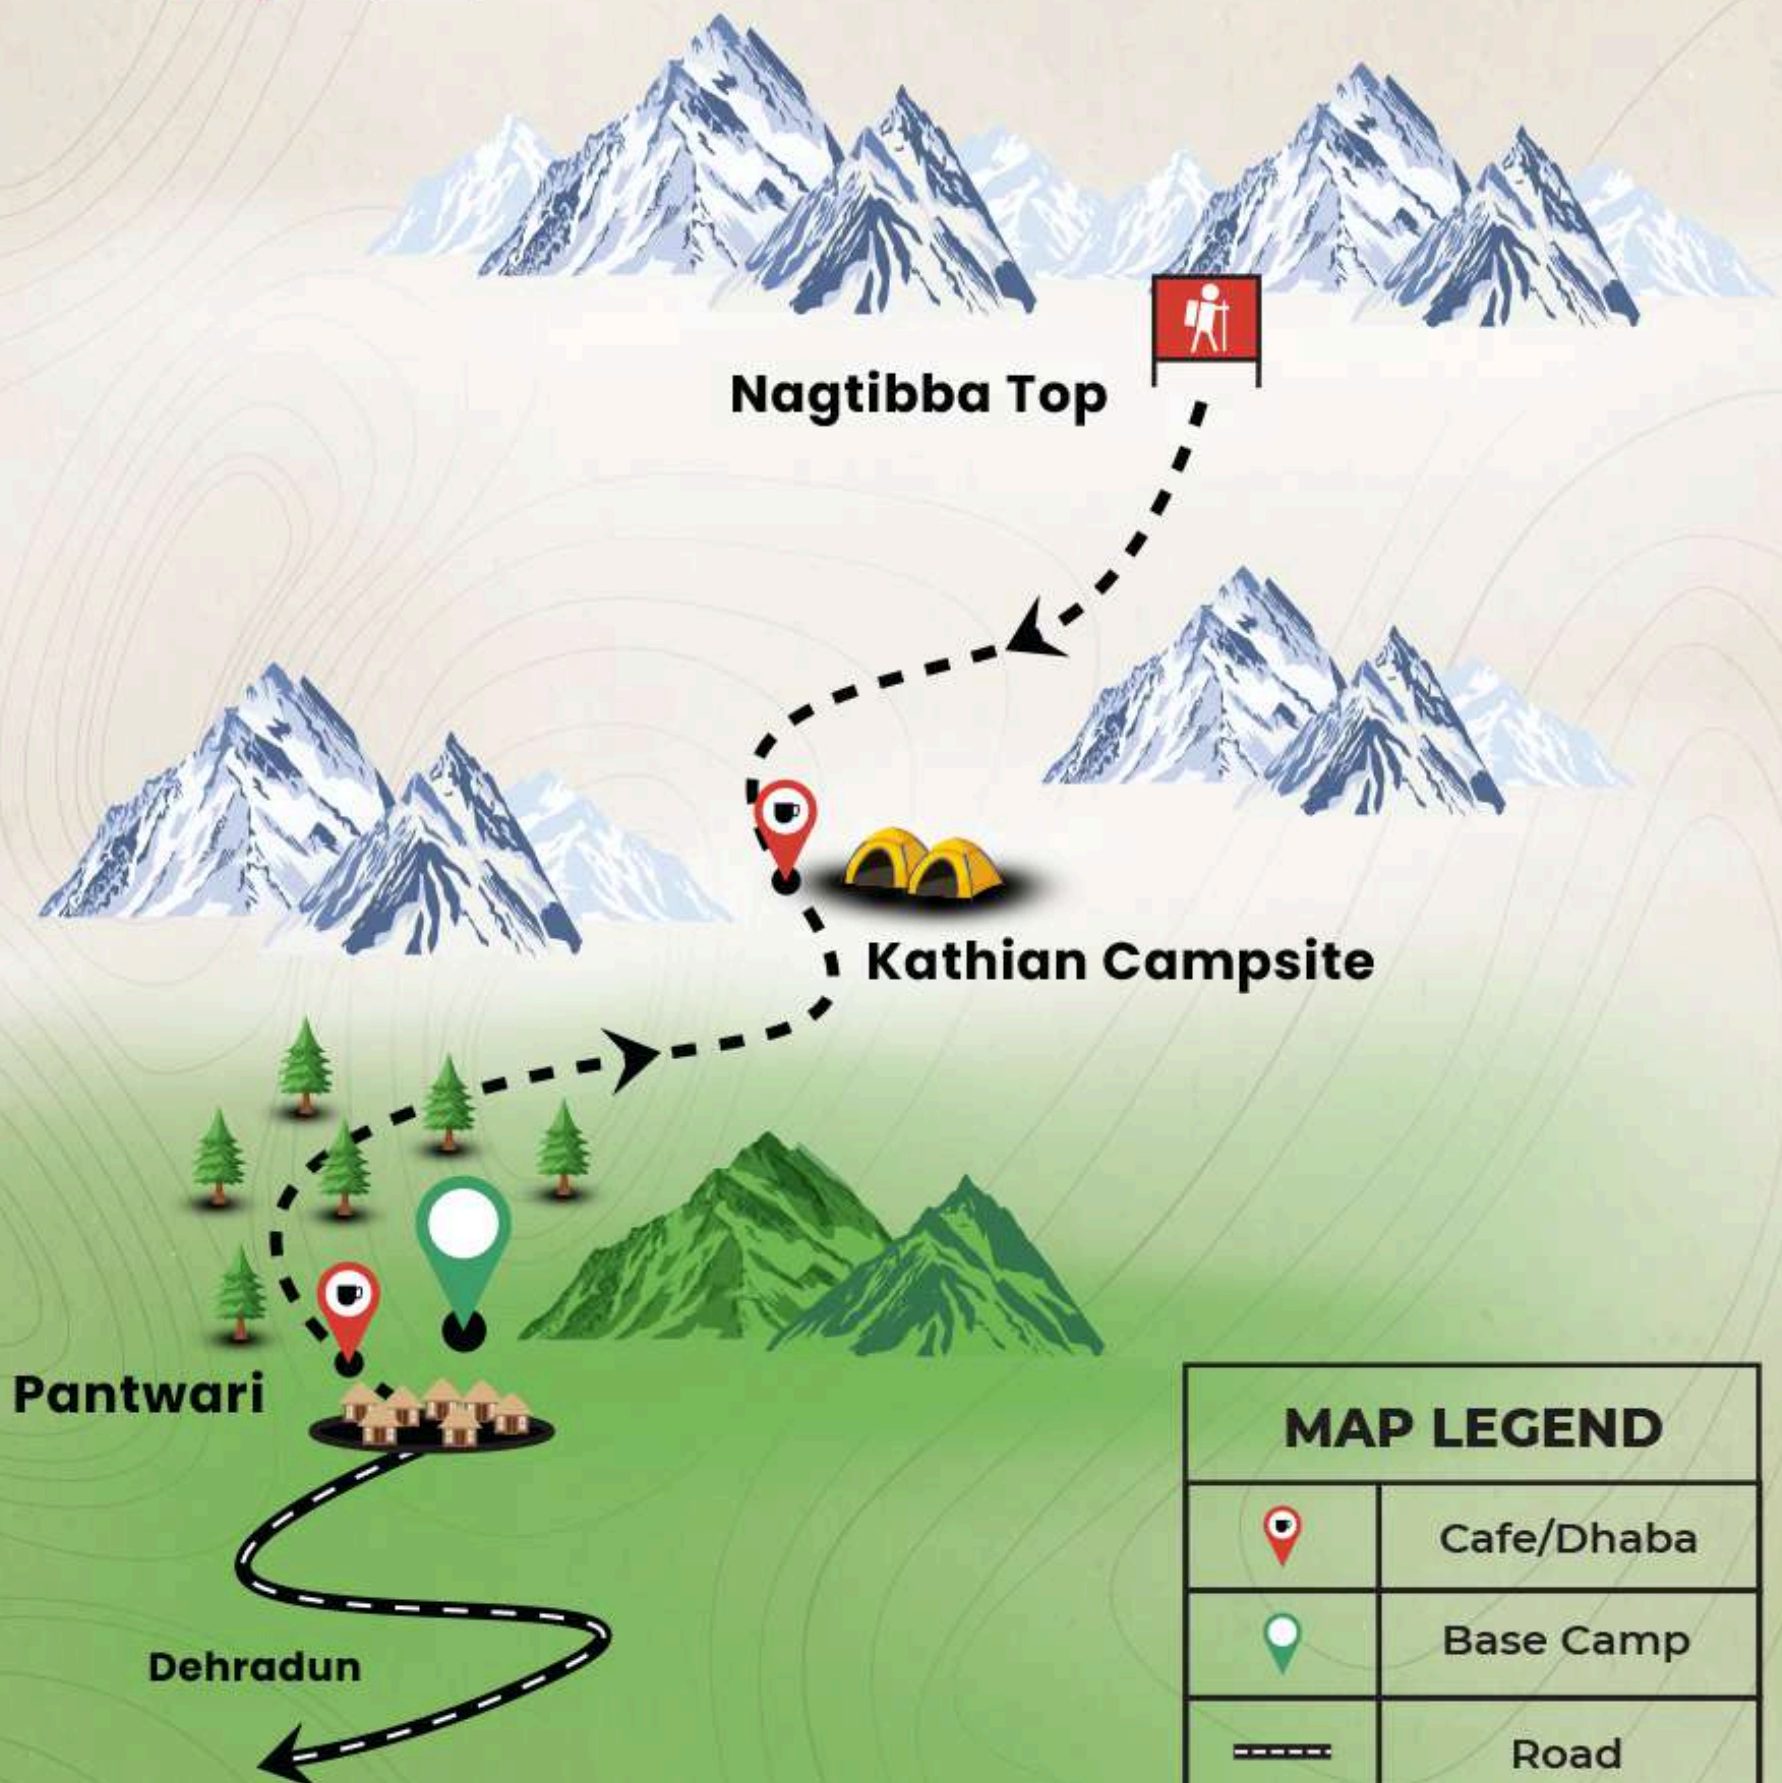 Nagtibba Top
Kathian Campsite
Pantwari
Dehradun
MAP LEGEND
Cafe/Dhaba
Base Camp
Road